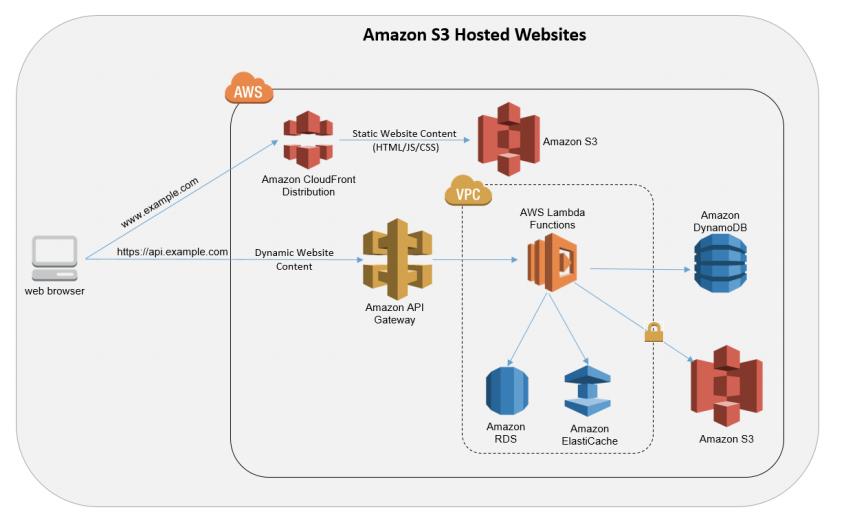 Amazon S3 Hosted Websites
AWS
Static Website Content
(HTML/JS/CSS)
Amazon S3
Amazon CloudFront
Distribution
www.example.com
VPC
AWS Lambda
Functions
Amazon
DynamoDB
https://api.example.com
Dynamic Website
Content
web browser
Amazon API
Gateway
Amazon
RDS
Amazon
ElastiCache
Amazon S3